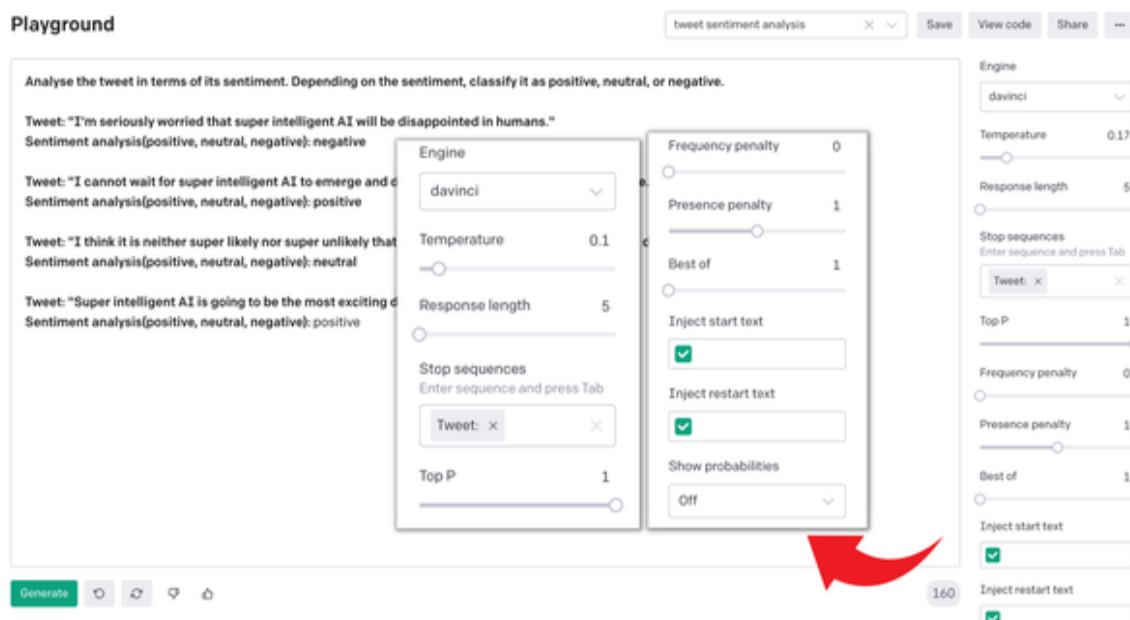 Playground
tweet sentiment analysis
Save
View code
Share
Analyse the tweet in terms of its sentiment. Depending on the sentiment, classify it as positive, neutral, or negative.
Tweet: "I'm seriously worried that super intelligent AI will be disappointed in humans."
Sentiment analysis(positive, neutral, negative): negative
Tweet: "I cannot wait for super intelligent AI to emerge and
Sentiment analysis(positive, neutral, negative): positive
Tweet: "I think it is neither super likely nor super unlikely that
Sentiment analysis(positive, neutral, negative): neutral
Tweet: "Super intelligent AI is going to be the most exciting
Sentiment analysis(positive, neutral, negative): positive
Engine
davinci
Temperature 0.1
Response length 5
Stop sequences
Enter sequence and press Tab
Tweet: ×
Top P 1
Frequency penalty 0
Presence penalty 1
Best of 1
Inject start text
Inject restart text
Show probabilities
Off
Engine
davinci
Temperature 0.17
Response length 5
Stop sequences
Enter sequence and press Tab
Tweet: ×
Top P 1
Frequency penalty 0
Presence penalty 1
Best of 1
Inject start text
Inject restart text
Generate
160